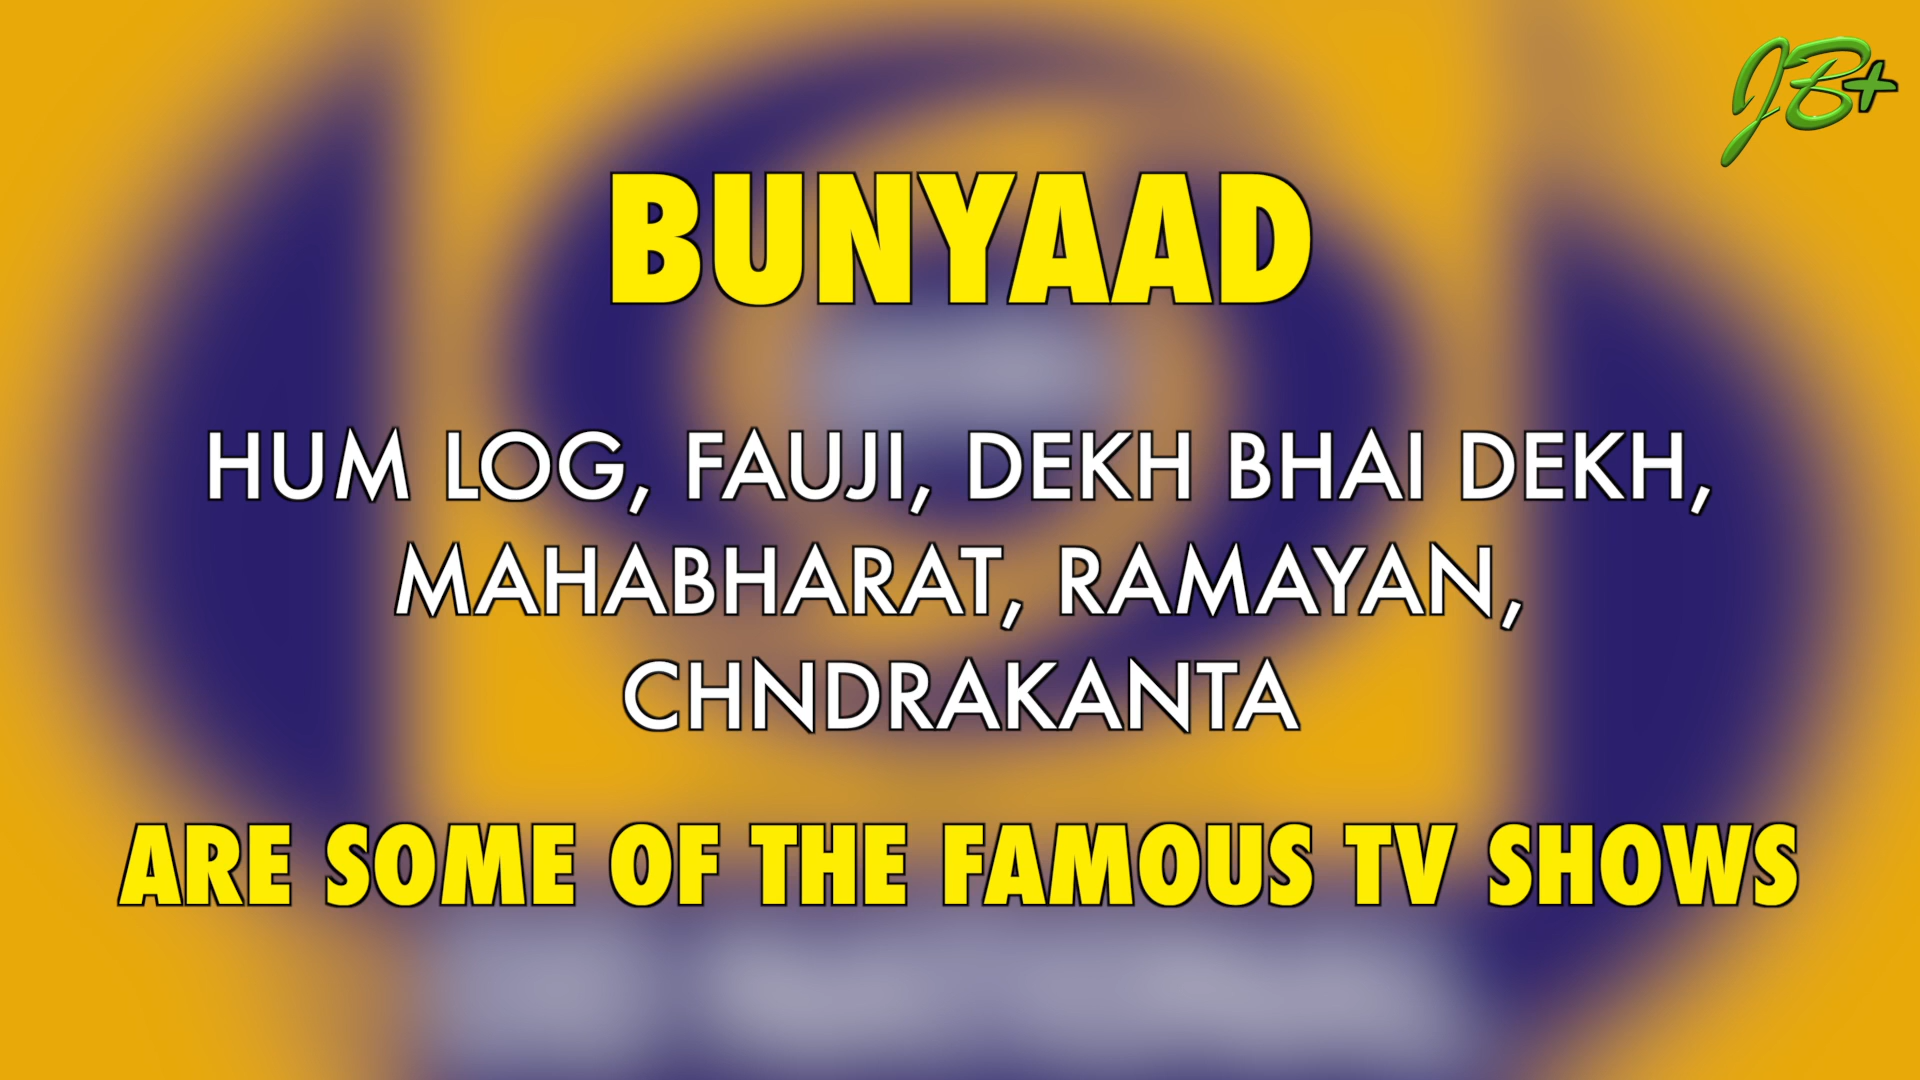 JB+
BUNYAAD
HUM LOG, FAUJI, DEKH BHAI DEKH,
MAHABHARAT, RAMAYAN,
CHNDRAKANTA
ARE SOME OF THE FAMOUS TV SHOWS